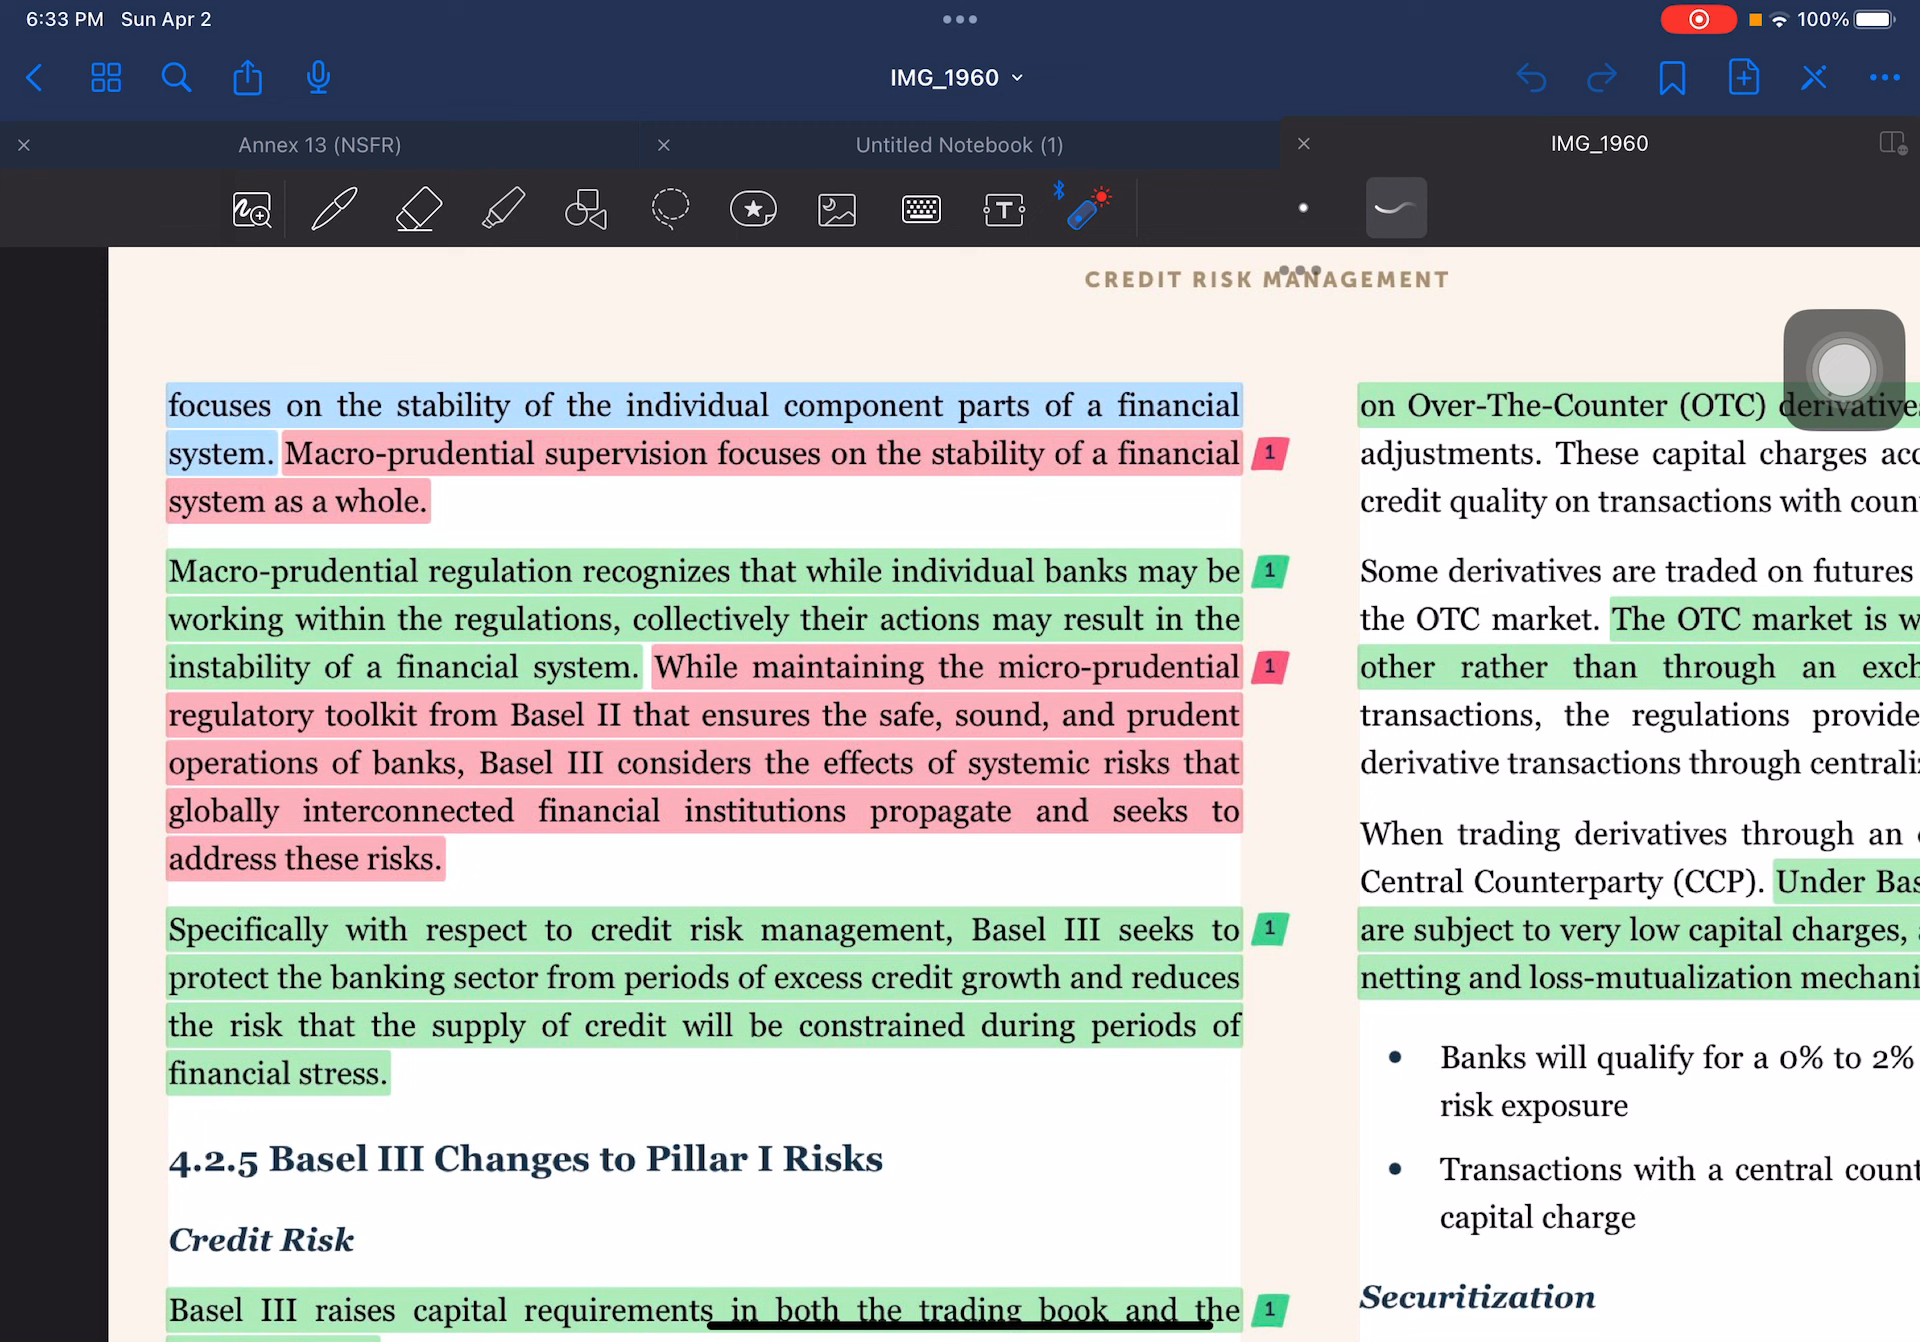 6:33 PM Sun Apr 2
100%
IMG_1960
Annex 13 (NSFR)
Untitled Notebook (1)
IMG_1960
T
CREDIT RISK MANAGEMENT
focuses on the stability of the individual component parts of a financial
system. Macro-prudential supervision focuses on the stability of a financial
1
system as a whole.
Macro-prudential regulation recognizes that while individual banks may be
1
working within the regulations, collectively their actions may result in the
instability of a financial system. While maintaining the micro-prudential
1
regulatory toolkit from Basel II that ensures the safe, sound, and prudent
operations of banks, Basel III considers the effects of systemic risks that
globally interconnected financial institutions propagate and seeks to
address these risks.
Specifically with respect to credit risk management, Basel III seeks to
1
protect the banking sector from periods of excess credit growth and reduces
the risk that the supply of credit will be constrained during periods of
financial stress.
4.2.5 Basel III Changes to Pillar I Risks
Credit Risk
Basel III raises capital requirements in both the trading book and the
1
on Over-The-Counter (OTC) derivative
adjustments. These capital charges
credit quality on transactions with
Some derivatives are traded on futures
the OTC market. The OTC market is
other rather than through an
transactions, the regulations provide
derivative transactions through
When trading derivatives through an
Central Counterparty (CCP). Under
are subject to very low capital charges,
netting and loss-mutualization
• Banks will qualify for a 0% to 2%
risk exposure
• Transactions with a central
capital charge
Securitization